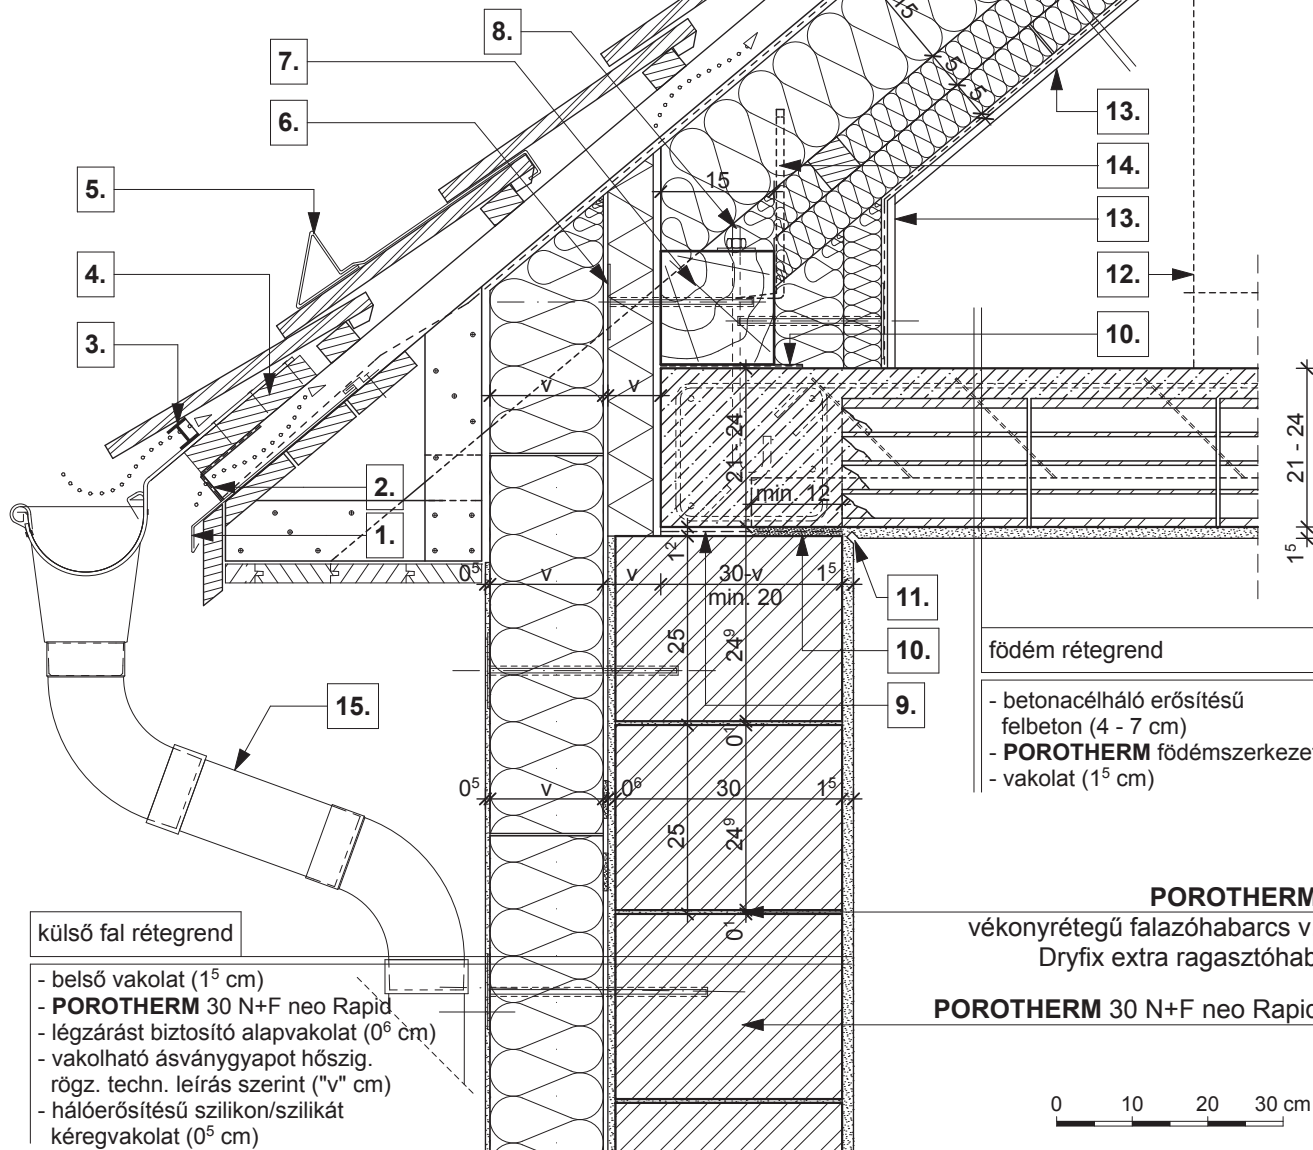 8.
7.
6.
5.
4.
3.
2.
1.
13.
14.
13.
12.
10.
11.
10.
9.
15.
15
5
5
5
v
v
21 - 24
min. 12
21 - 24
1⁵
1²
0⁵
v
v
30-v
min. 20
1⁵
25
24⁹
0¹
0⁵
v
0⁶
30
1⁵
25
24⁹
0¹
födém rétegrend
- betonacélháló erősítésű
felbeton (4 - 7 cm)
- POROTHERM födémszerkezet
- vakolat (1⁵ cm)
POROTHERM
vékonyrétegű falazóhabarcs v
Dryfix extra ragasztóhab
POROTHERM 30 N+F neo Rapid
külső fal rétegrend
- belső vakolat (1⁵ cm)
- POROTHERM 30 N+F neo Rapid
- légzárást biztosító alapvakolat (0⁶ cm)
- vakolható ásványgyapot hőszig.
rögz. techn. leírás szerint ("v" cm)
- hálóerősítésű szilikon/szilikát
kéregvakolat (0⁵ cm)
0 10 20 30 cm